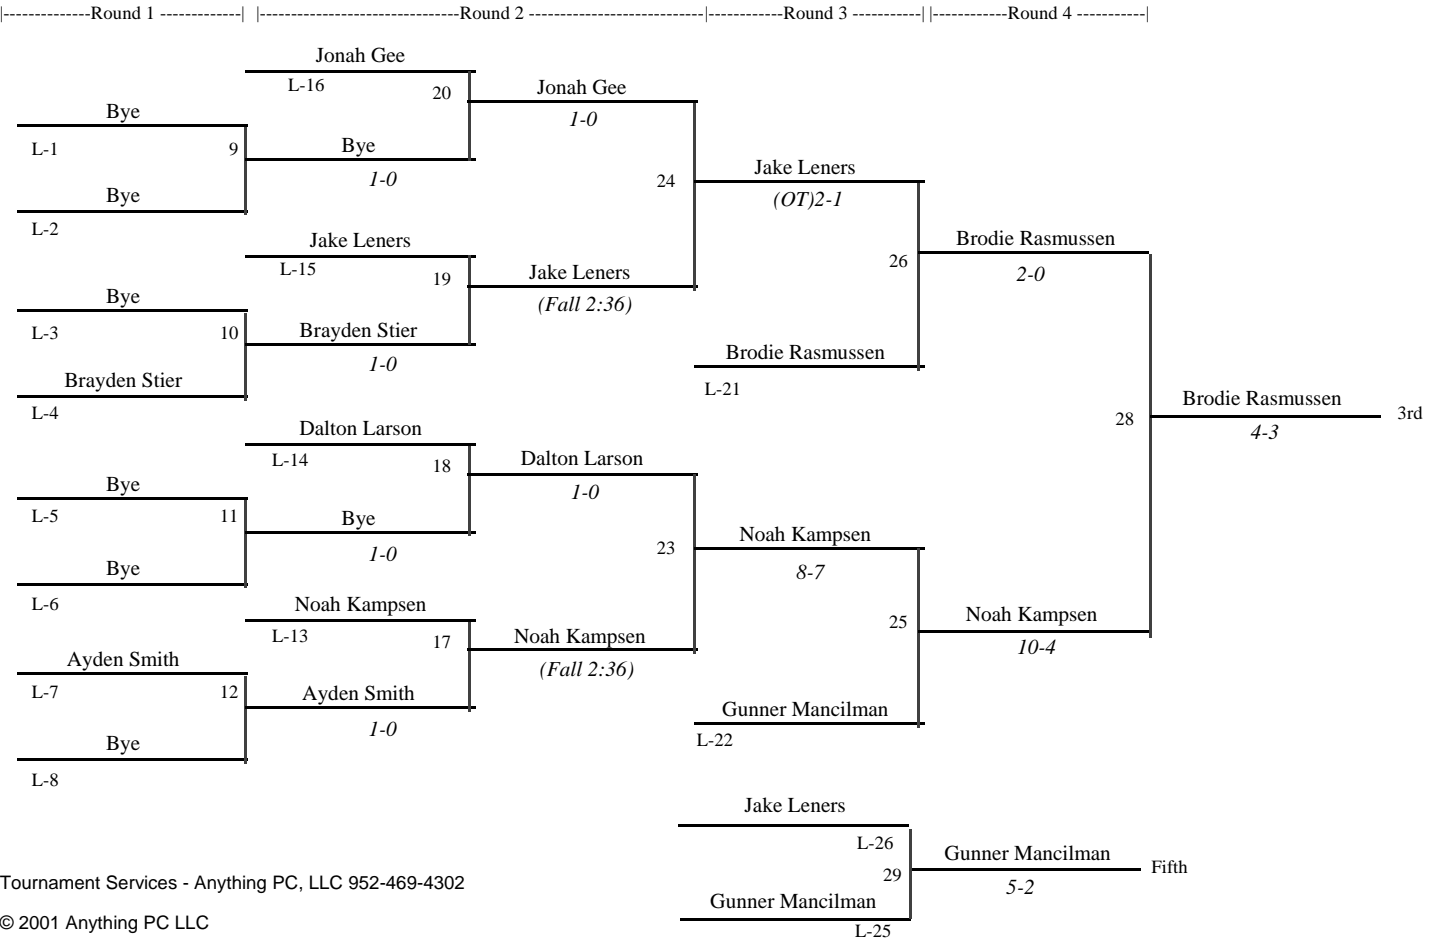 |---------------Round 1 --------------| |----------------------------------Round 2 ------------------------------|-------------Round 3 ------------| |-------------Round 4 ------------|
Jonah Gee
L-16
20
Jonah Gee
1-0
Bye
L-1
9
Bye
1-0
Bye
L-2
24
Jake Leners
(OT)2-1
Jake Leners
L-15
19
Jake Leners
(Fall 2:36)
Bye
L-3
10
Brayden Stier
1-0
Brayden Stier
L-4
26
Brodie Rasmussen
2-0
Brodie Rasmussen
L-21
28
Brodie Rasmussen
3rd
4-3
Dalton Larson
L-14
18
Dalton Larson
1-0
Bye
L-5
11
Bye
1-0
Bye
L-6
23
Noah Kampsen
8-7
Noah Kampsen
L-13
17
Noah Kampsen
(Fall 2:36)
Ayden Smith
L-7
12
Ayden Smith
1-0
Bye
L-8
25
Noah Kampsen
10-4
Gunner Mancilman
L-22
Jake Leners
L-26
29
Gunner Mancilman
Fifth
5-2
Gunner Mancilman
L-25
Tournament Services - Anything PC, LLC 952-469-4302
© 2001 Anything PC LLC